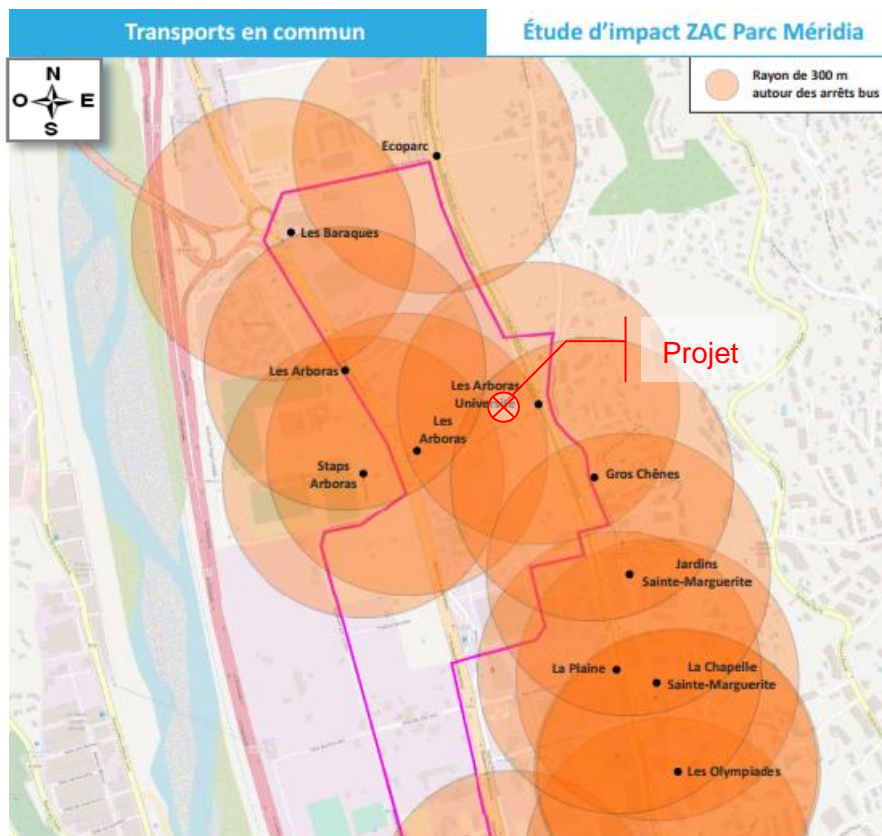 Transports en commun
Étude d'impact ZAC Parc Méridia
N
O E
S
Rayon de 300 m
autour des arrêts bus
Ecoparc
Les Baraques
Projet
Les Arboras
Les Arboras
Université
Les
Arboras
Staps
Arboras
Gros Chênes
Jardins
Sainte-Marguerite
La Plaine
La Chapelle
Sainte-Marguerite
Les Olympiades